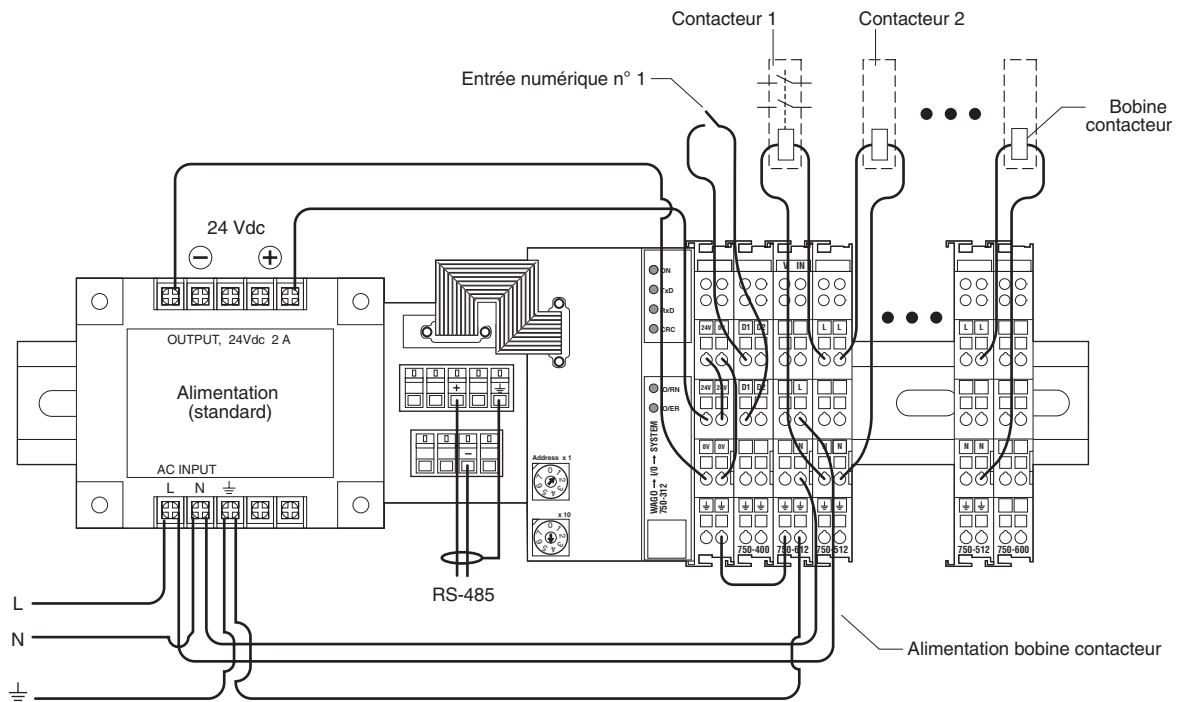 Contacteur 1
Contacteur 2
Entrée numérique n° 1
Bobine
contacteur
24 Vdc
− +
OUTPUT, 24Vdc 2 A
Alimentation
(standard)
AC INPUT
L N
+
−
RS-485
ON
TxD
RxD
CRC
I/O/RN
I/O/ER
Address x 1
x 10
WAGO → I/O → SYSTEM
750-312
V IN
24V 0V
D1 D2
L L
L L
24V 24V
D1 D2
L
0V 0V
N
N
N N
750-400
750-612
750-512
750-512
750-600
L
N
Alimentation bobine contacteur